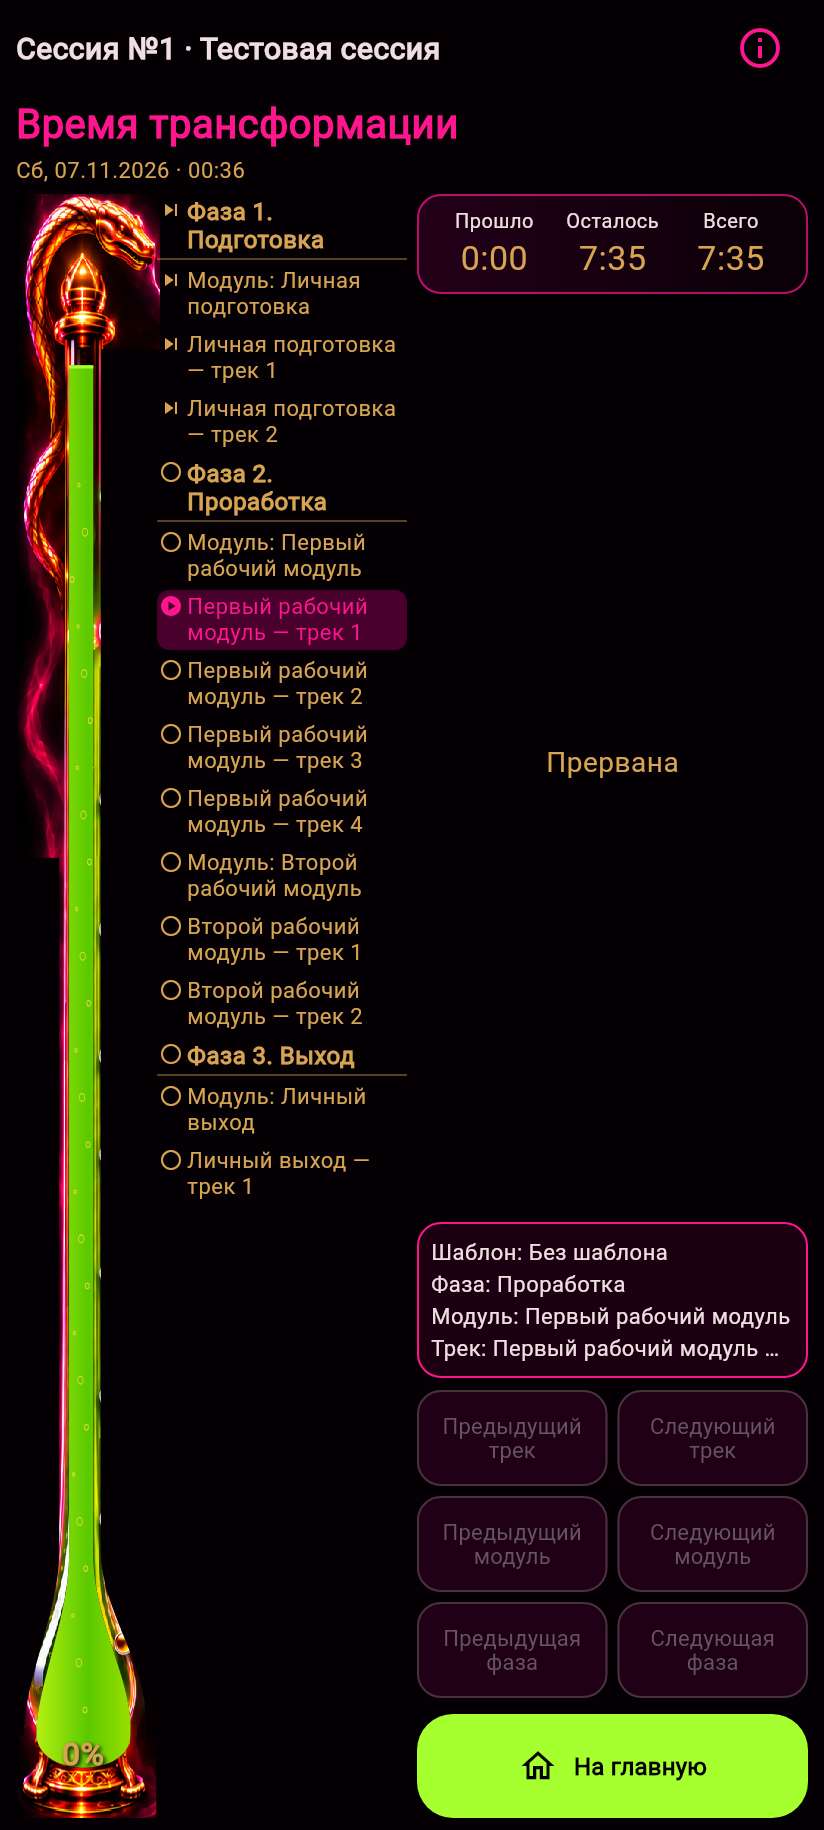 Сессия №1 · Тестовая сессия
Время трансформации
Сб, 07.11.2026 · 00:36
Фаза 1.
Подготовка
Модуль: Личная
подготовка
Личная подготовка
— трек 1
Личная подготовка
— трек 2
Фаза 2.
Проработка
Модуль: Первый
рабочий модуль
Первый рабочий
модуль — трек 1
Первый рабочий
модуль — трек 2
Первый рабочий
модуль — трек 3
Первый рабочий
модуль — трек 4
Модуль: Второй
рабочий модуль
Второй рабочий
модуль — трек 1
Второй рабочий
модуль — трек 2
Фаза 3. Выход
Модуль: Личный
выход
Личный выход —
трек 1
0%
Прошло Осталось Всего
0:00 7:35 7:35
Прервана
Шаблон: Без шаблона
Фаза: Проработка
Модуль: Первый рабочий модуль
Трек: Первый рабочий модуль ...
Предыдущий
трек
Следующий
трек
Предыдущий
модуль
Следующий
модуль
Предыдущая
фаза
Следующая
фаза
На главную